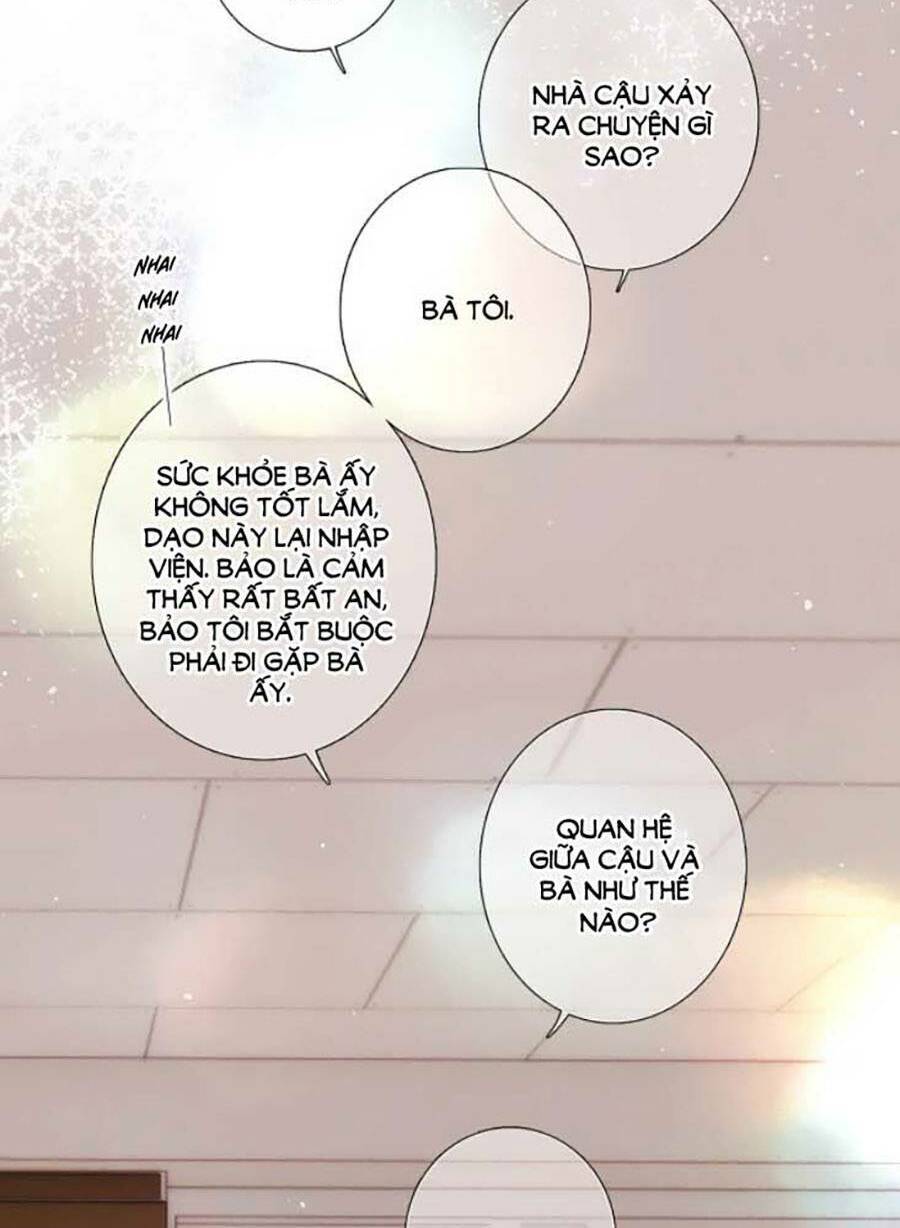 NHÀ CẬU XẢY
RA CHUYỆN GÌ
SAO?
BÀ TÔI.
NHAI
NHAI
NHAI
SỨC KHỎE BÀ ẤY
KHÔNG TỐT LẮM,
DẠO NÀY LẠI NHẬP
VIỆN. BẢO LÀ CẢM
THẤY RẤT BẤT AN,
BẢO TÔI BẮT BUỘC
PHẢI ĐI GẶP BÀ
ẤY.
QUAN HỆ
GIỮA CẬU VÀ
BÀ NHƯ THẾ
NÀO?